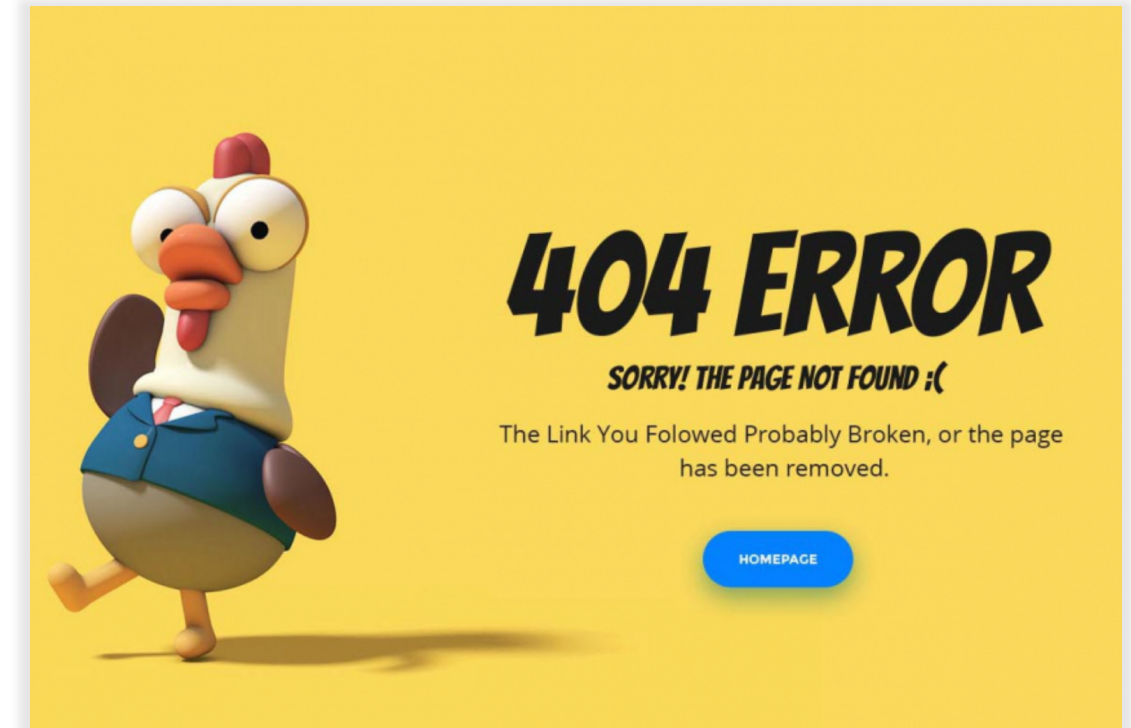 404 ERROR
SORRY! THE PAGE NOT FOUND :(
The Link You Folowed Probably Broken, or the page
has been removed.
HOMEPAGE